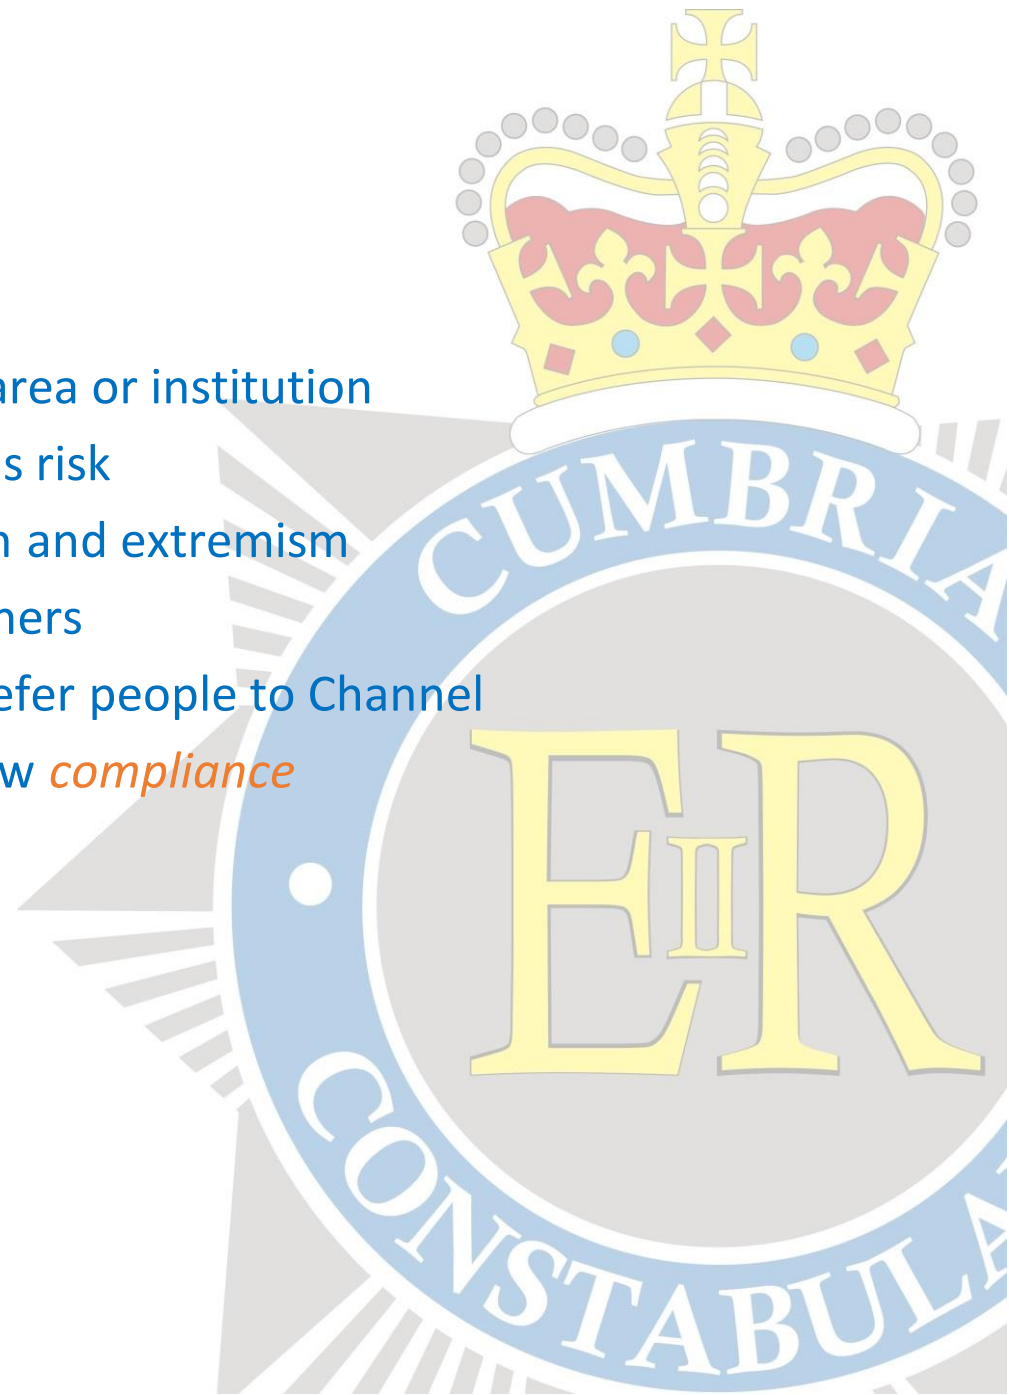 area or institution
s risk
n and extremism
ners
efer people to Channel
w compliance
CUMBRIA
EIIR
CONSTABULA